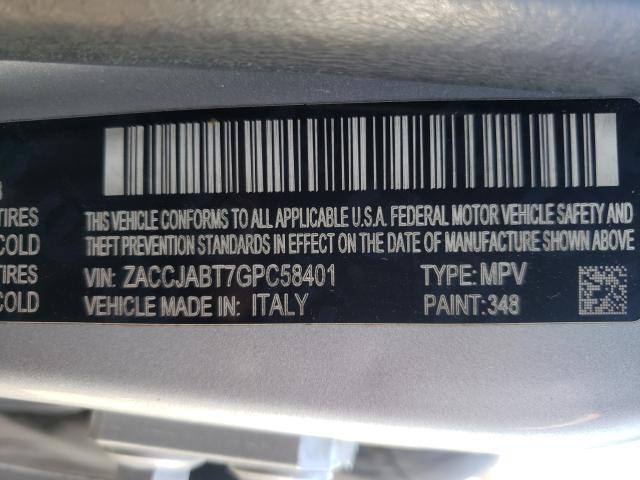 TIRES
COLD
COLD
THIS VEHICLE CONFORMS TO ALL APPLICABLE U.S.A. FEDERAL MOTOR VEHICLE SAFETY AND
THEFT PREVENTION STANDARDS IN EFFECT ON THE DATE OF MANUFACTURE SHOWN ABOVE
VIN: ZACCJABT7GPC58401 TYPE: MPV
VEHICLE MADE IN: ITALY PAINT:348